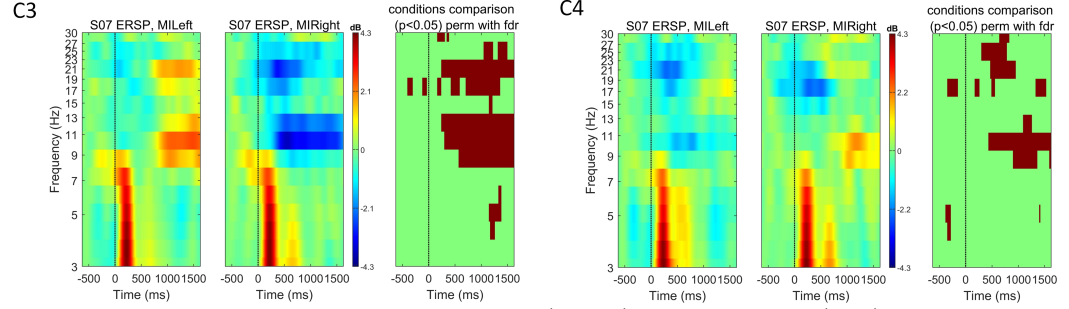 C3
S07 ERSP, MILeft
S07 ERSP, MIRight
dB
conditions comparison
(p<0.05) perm with fdr
Frequency (Hz)
30
27
25
23
21
19
17
15
13
11
9
7
5
3
-500 0 500 1000 1500
Time (ms)
-500 0 500 1000 1500
Time (ms)
4.3
2.1
0
-2.1
-4.3
-500 0 500 1000 1500
Time (ms)
C4
S07 ERSP, MILeft
S07 ERSP, MIRight
dB
conditions comparison
(p<0.05) perm with fdr
Frequency (Hz)
30
27
25
23
21
19
17
15
13
11
9
7
5
3
-500 0 500 1000 1500
Time (ms)
-500 0 500 1000 1500
Time (ms)
4.3
2.2
0
-2.2
-4.3
-500 0 500 1000 1500
Time (ms)